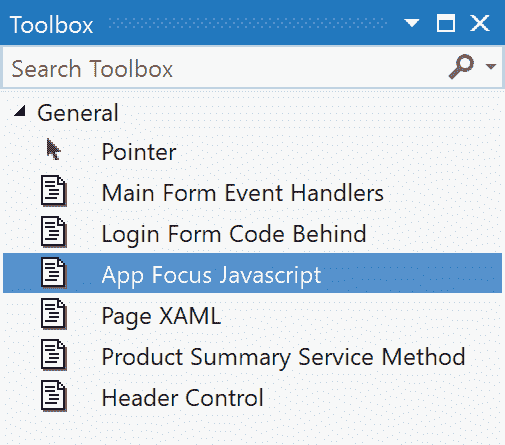 Toolbox
Search Toolbox
General
Pointer
Main Form Event Handlers
Login Form Code Behind
App Focus Javascript
Page XAML
Product Summary Service Method
Header Control